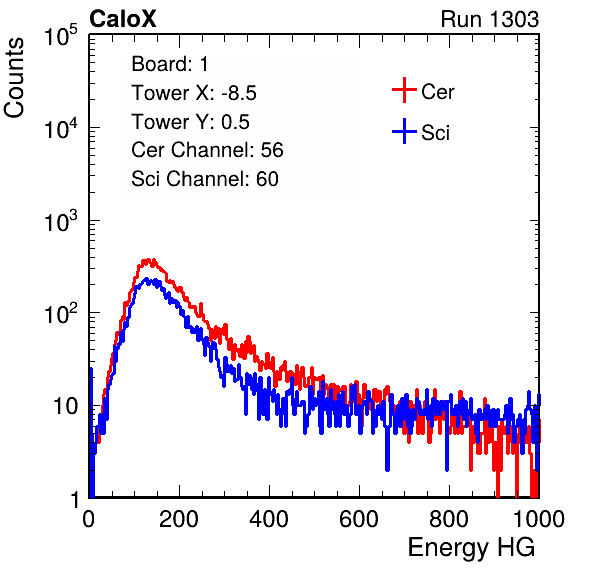 CaloX Run 1303
Counts
10^5
10^4
10^3
10^2
10
1
Board: 1
Tower X: -8.5
Tower Y: 0.5
Cer Channel: 56
Sci Channel: 60
Cer
Sci
0 200 400 600 800 1000
Energy HG